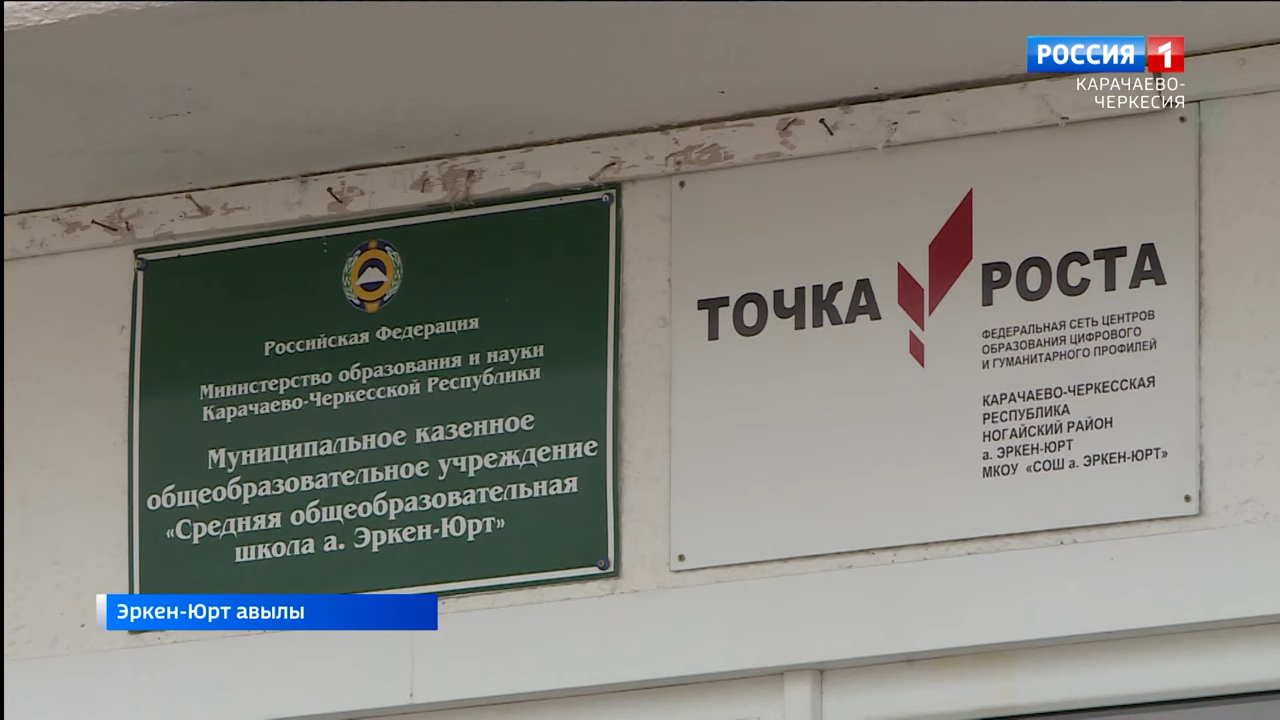 РОССИЯ 1
КАРАЧАЕВО-
ЧЕРКЕСИЯ
Российская Федерация
Министерство образования и науки
Карачаево-Черкесской Республики
Муниципальное казенное
общеобразовательное учреждение
«Средняя общеобразовательная
школа а. Эркен-Юрт»
ТОЧКА РОСТА
ФЕДЕРАЛЬНАЯ СЕТЬ ЦЕНТРОВ
ОБРАЗОВАНИЯ ЦИФРОВОГО
И ГУМАНИТАРНОГО ПРОФИЛЕЙ
КАРАЧАЕВО-ЧЕРКЕССКАЯ
РЕСПУБЛИКА
НОГАЙСКИЙ РАЙОН
а. ЭРКЕН-ЮРТ
МКОУ «СОШ а. ЭРКЕН-ЮРТ»
Эркен-Юрт авылы